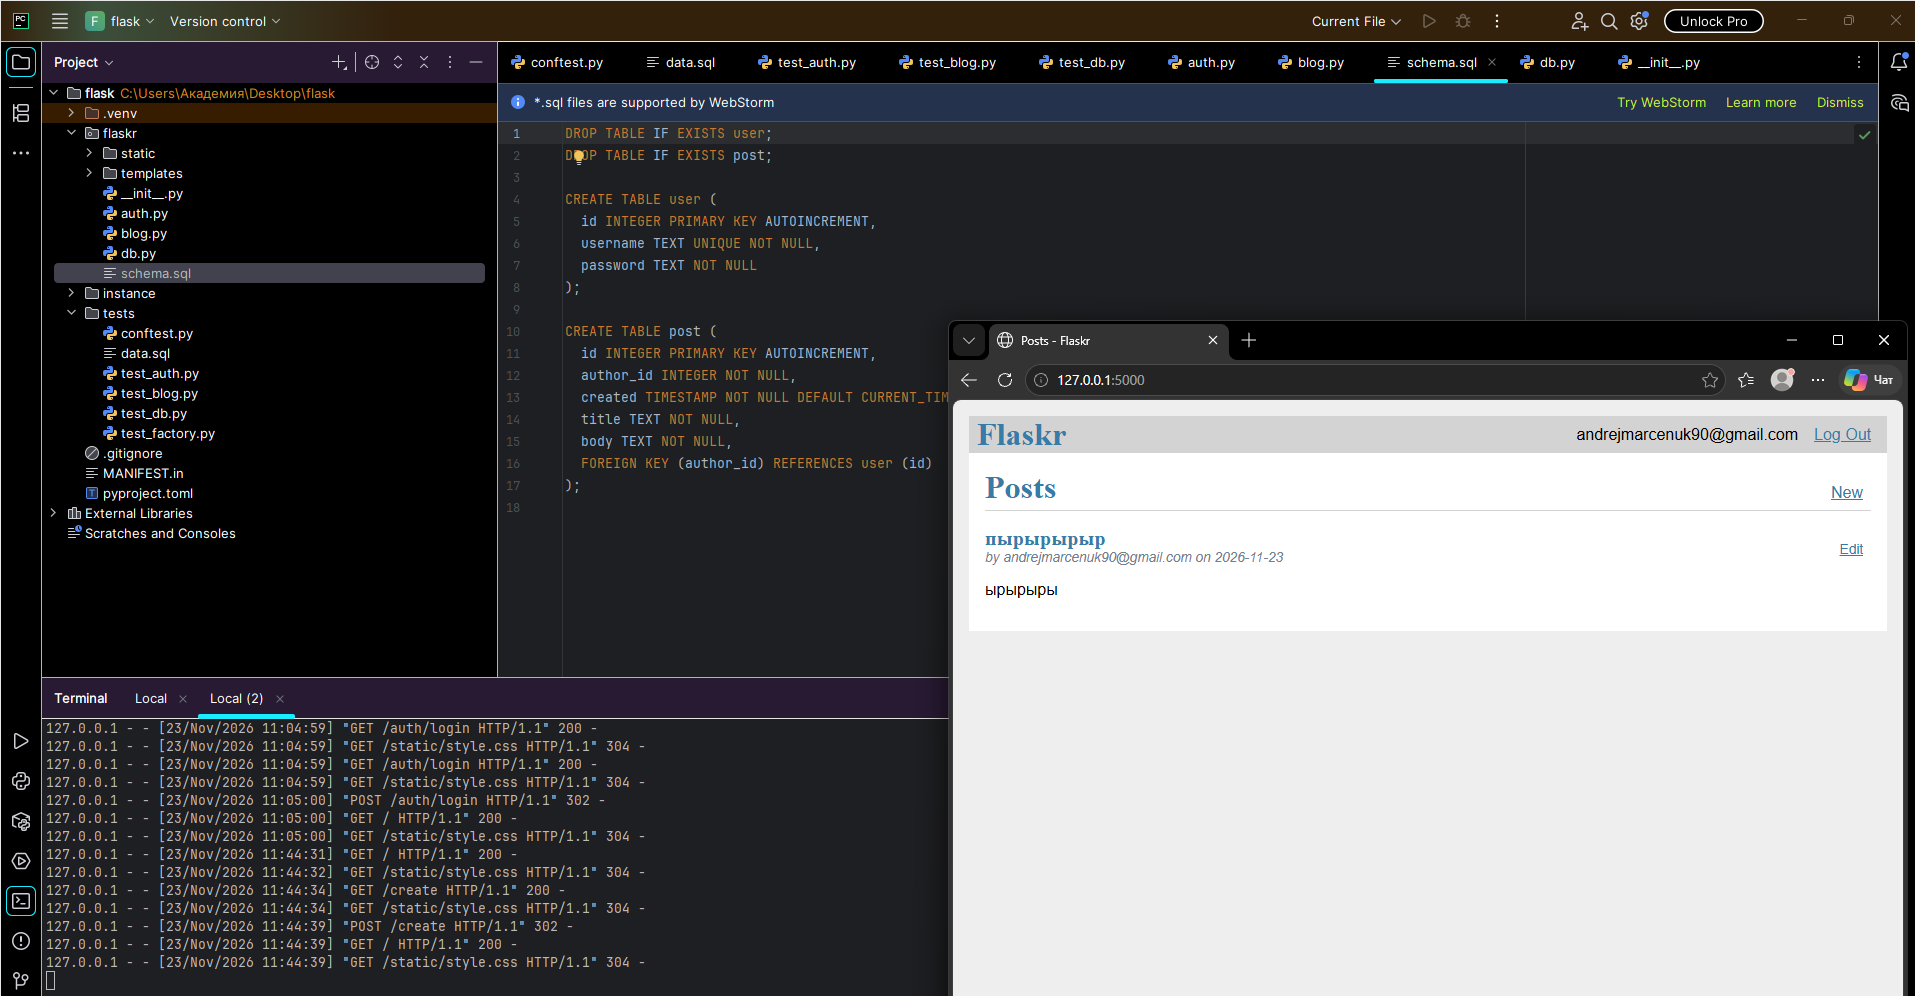 PC
F flask
Version control
Current File
Unlock Pro
Project
flask C:\Users\Академия\Desktop\flask
.venv
flaskr
static
templates
__init__.py
auth.py
blog.py
db.py
schema.sql
instance
tests
conftest.py
data.sql
test_auth.py
test_blog.py
test_db.py
test_factory.py
.gitignore
MANIFEST.in
pyproject.toml
External Libraries
Scratches and Consoles
conftest.py data.sql test_auth.py test_blog.py test_db.py auth.py blog.py schema.sql db.py __init__.py
*.sql files are supported by WebStorm
Try WebStorm Learn more Dismiss
1 DROP TABLE IF EXISTS user;
2 DROP TABLE IF EXISTS post;
3
4 CREATE TABLE user (
5 id INTEGER PRIMARY KEY AUTOINCREMENT,
6 username TEXT UNIQUE NOT NULL,
7 password TEXT NOT NULL
8 );
9
10 CREATE TABLE post (
11 id INTEGER PRIMARY KEY AUTOINCREMENT,
12 author_id INTEGER NOT NULL,
13 created TIMESTAMP NOT NULL DEFAULT CURRENT_TIM
14 title TEXT NOT NULL,
15 body TEXT NOT NULL,
16 FOREIGN KEY (author_id) REFERENCES user (id)
17 );
18
Posts - Flaskr
127.0.0.1:5000
Чат
Flaskr
andrejmarcenuk90@gmail.com Log Out
Posts
New
пырырырыр
by andrejmarcenuk90@gmail.com on 2026-11-23
Edit
ырырыры
Terminal Local Local (2)
127.0.0.1 - - [23/Nov/2026 11:04:59] "GET /auth/login HTTP/1.1" 200 -
127.0.0.1 - - [23/Nov/2026 11:04:59] "GET /static/style.css HTTP/1.1" 304 -
127.0.0.1 - - [23/Nov/2026 11:04:59] "GET /auth/login HTTP/1.1" 200 -
127.0.0.1 - - [23/Nov/2026 11:04:59] "GET /static/style.css HTTP/1.1" 304 -
127.0.0.1 - - [23/Nov/2026 11:05:00] "POST /auth/login HTTP/1.1" 302 -
127.0.0.1 - - [23/Nov/2026 11:05:00] "GET / HTTP/1.1" 200 -
127.0.0.1 - - [23/Nov/2026 11:05:00] "GET /static/style.css HTTP/1.1" 304 -
127.0.0.1 - - [23/Nov/2026 11:44:31] "GET / HTTP/1.1" 200 -
127.0.0.1 - - [23/Nov/2026 11:44:32] "GET /static/style.css HTTP/1.1" 304 -
127.0.0.1 - - [23/Nov/2026 11:44:34] "GET /create HTTP/1.1" 200 -
127.0.0.1 - - [23/Nov/2026 11:44:34] "GET /static/style.css HTTP/1.1" 304 -
127.0.0.1 - - [23/Nov/2026 11:44:39] "POST /create HTTP/1.1" 302 -
127.0.0.1 - - [23/Nov/2026 11:44:39] "GET / HTTP/1.1" 200 -
127.0.0.1 - - [23/Nov/2026 11:44:39] "GET /static/style.css HTTP/1.1" 304 -